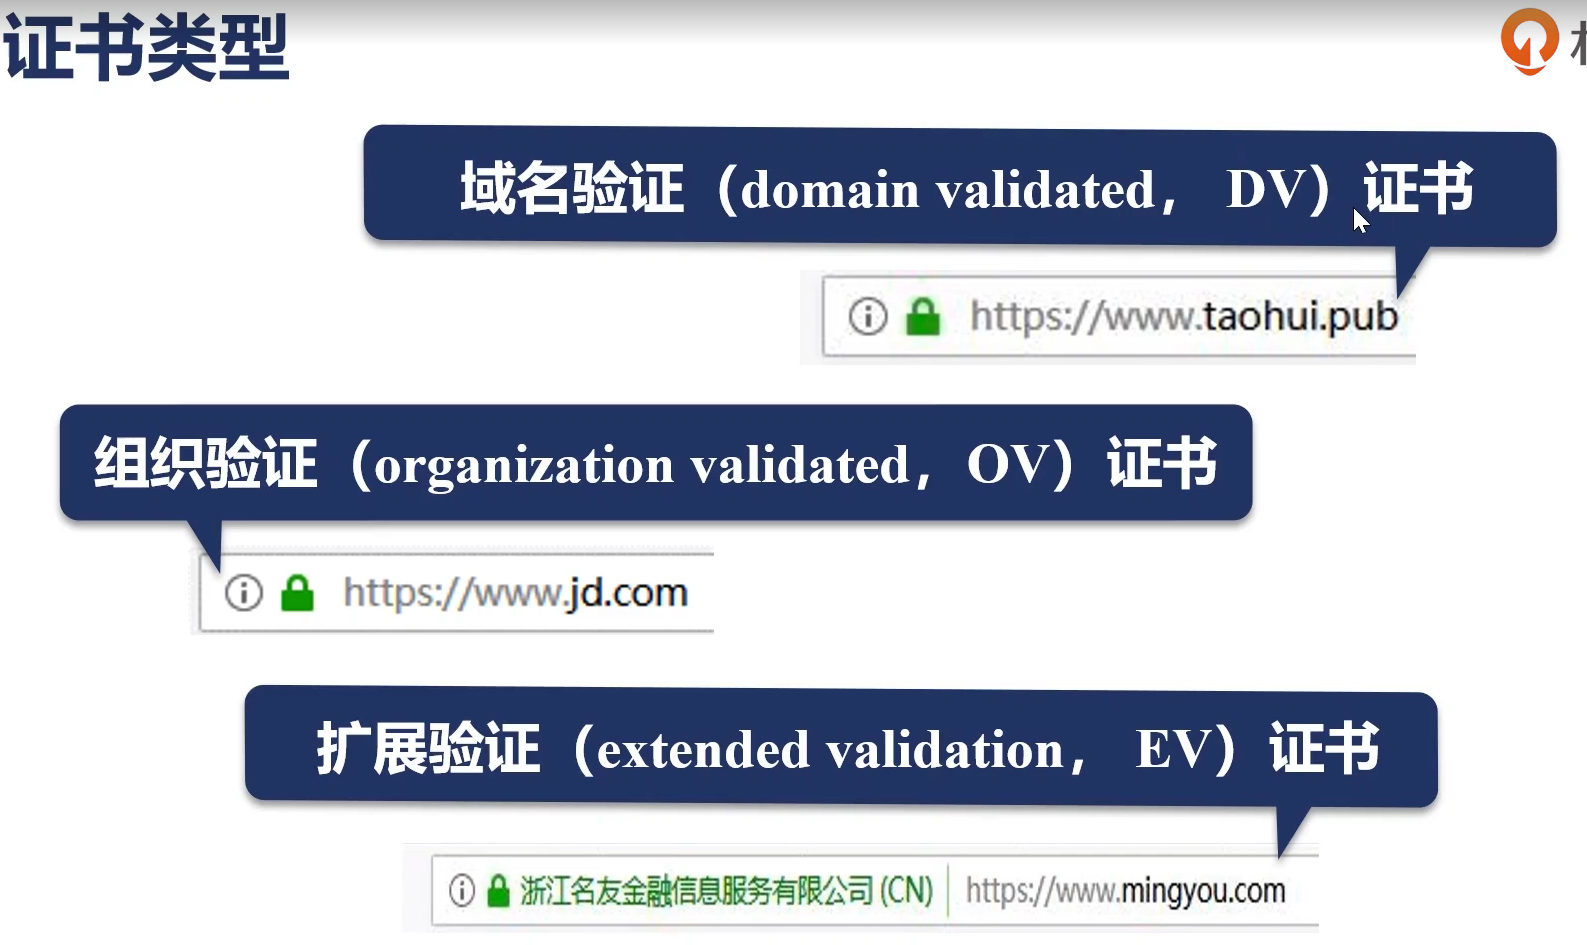 证书类型
域名验证（domain validated， DV）证书
https://www.taohui.pub
组织验证（organization validated，OV）证书
https://www.jd.com
扩展验证（extended validation， EV）证书
浙江名友金融信息服务有限公司 (CN) https://www.mingyou.com